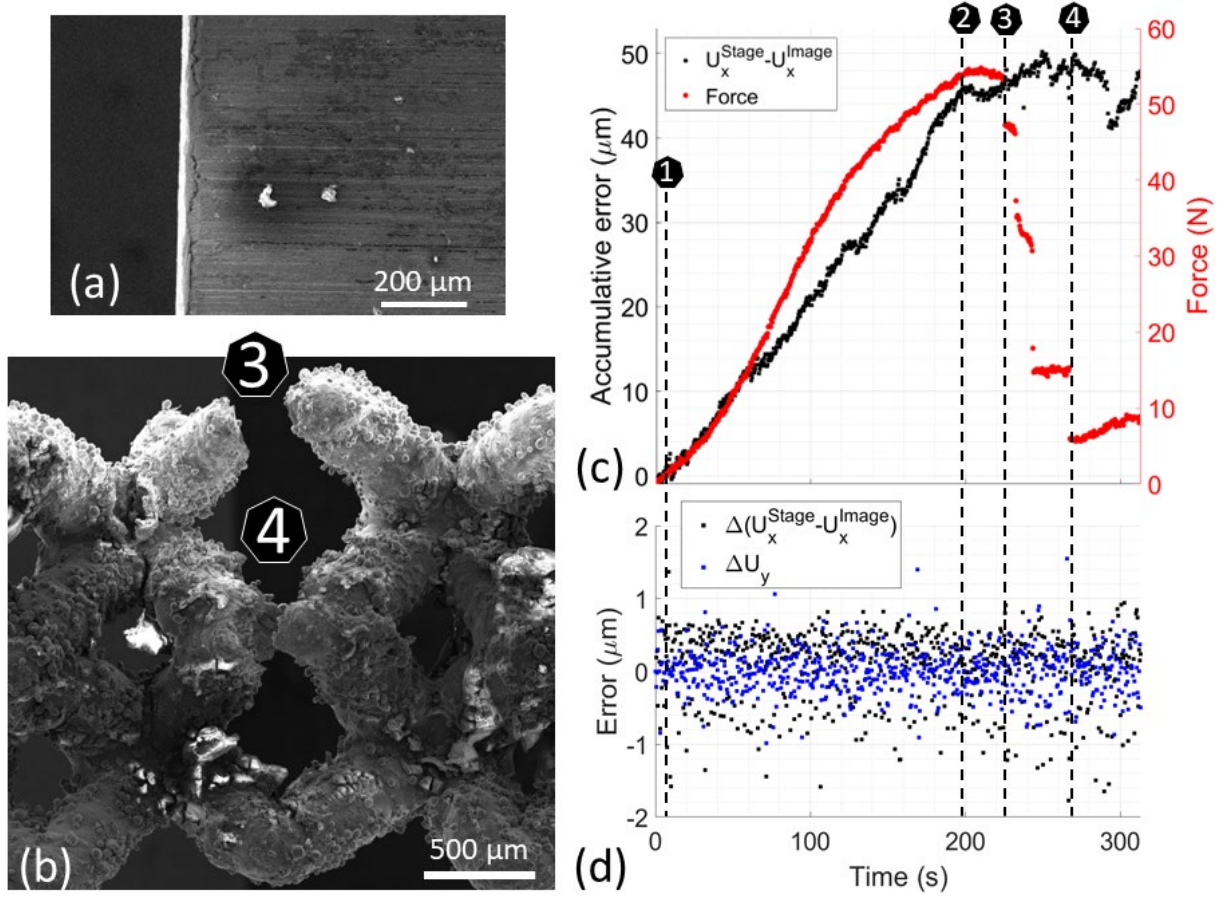 (a)
200 μm
3
4
(b)
500 μm
2 3 4
1
U_x^Stage-U_x^Image
Force
Accumulative error (μm)
50
40
30
20
10
0
60
50
40
30
20
10
0
Force (N)
(c)
Δ(U_x^Stage-U_x^Image)
ΔU_y
Error (μm)
2
1
0
-1
-2
0 100 200 300
Time (s)
(d)